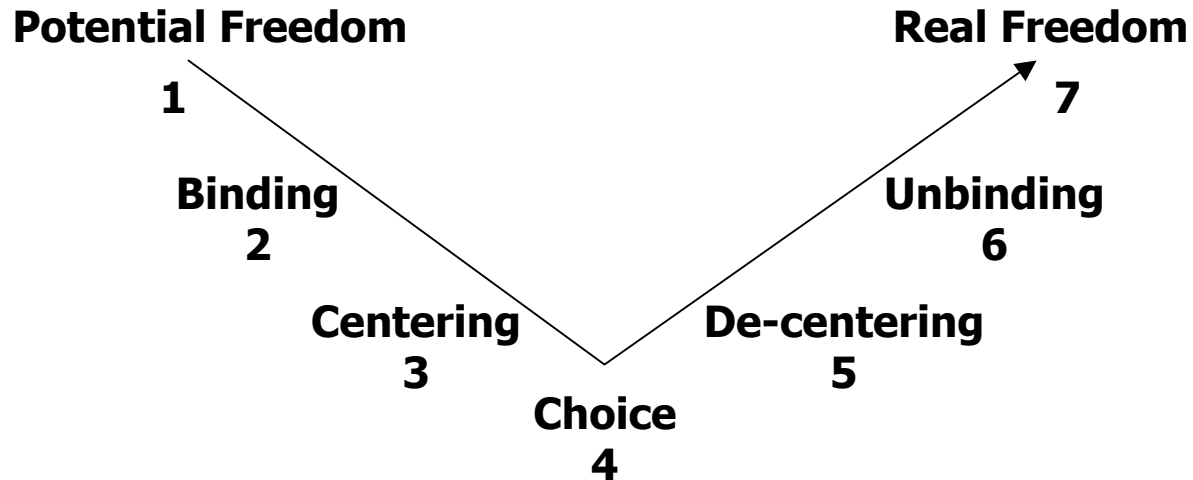 Potential Freedom
1
Binding
2
Centering
3
Choice
4
De-centering
5
Unbinding
6
Real Freedom
7